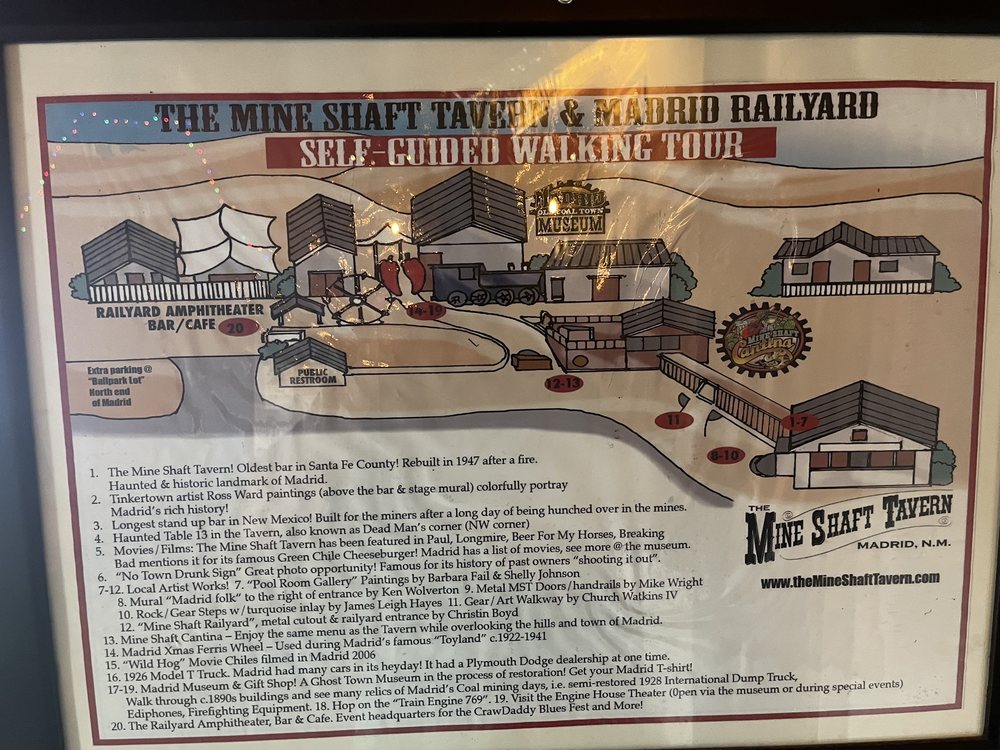 THE MINE SHAFT TAVERN & MADRID RAILYARD
SELF-GUIDED WALKING TOUR
OLD COAL TOWN
MUSEUM
RAILYARD AMPHITHEATER
BAR/CAFE 20
14-19
Extra parking @
"Ballpark Lot"
North end
of Madrid
PUBLIC
RESTROOM
12-13
MINE SHAFT
Cantina
11
1-7
8-10
THE
MINE SHAFT TAVERN
MADRID, N.M.
www.theMineShaftTavern.com
1. The Mine Shaft Tavern! Oldest bar in Santa Fe County! Rebuilt in 1947 after a fire.
Haunted & historic landmark of Madrid.
2. Tinkertown artist Ross Ward paintings (above the bar & stage mural) colorfully portray
Madrid's rich history!
3. Longest stand up bar in New Mexico! Built for the miners after a long day of being hunched over in the mines.
4. Haunted Table 13 in the Tavern, also known as Dead Man's corner (NW corner)
5. Movies/Films: The Mine Shaft Tavern has been featured in Paul, Longmire, Beer For My Horses, Breaking
Bad mentions it for its famous Green Chile Cheeseburger! Madrid has a list of movies, see more @ the museum.
6. "No Town Drunk Sign" Great photo opportunity! Famous for its history of past owners "shooting it out".
7-12. Local Artist Works! 7. "Pool Room Gallery" Paintings by Barbara Fail & Shelly Johnson
8. Mural "Madrid folk" to the right of entrance by Ken Wolverton 9. Metal MST Doors/handrails by Mike Wright
10. Rock/Gear Steps w/turquoise inlay by James Leigh Hayes 11. Gear/Art Walkway by Church Watkins IV
12. "Mine Shaft Railyard", metal cutout & railyard entrance by Christin Boyd
13. Mine Shaft Cantina – Enjoy the same menu as the Tavern while overlooking the hills and town of Madrid.
14. Madrid Xmas Ferris Wheel – Used during Madrid's famous "Toyland" c.1922-1941
15. "Wild Hog" Movie Chiles filmed in Madrid 2006
16. 1926 Model T Truck. Madrid had many cars in its heyday! It had a Plymouth Dodge dealership at one time.
17-19. Madrid Museum & Gift Shop! A Ghost Town Museum in the process of restoration! Get your Madrid T-shirt!
Walk through c.1890s buildings and see many relics of Madrid's Coal mining days, i.e. semi-restored 1928 International Dump Truck,
Ediphones, Firefighting Equipment. 18. Hop on the "Train Engine 769". 19. Visit the Engine House Theater (Open via the museum or during special events)
20. The Railyard Amphitheater, Bar & Cafe. Event headquarters for the CrawDaddy Blues Fest and More!